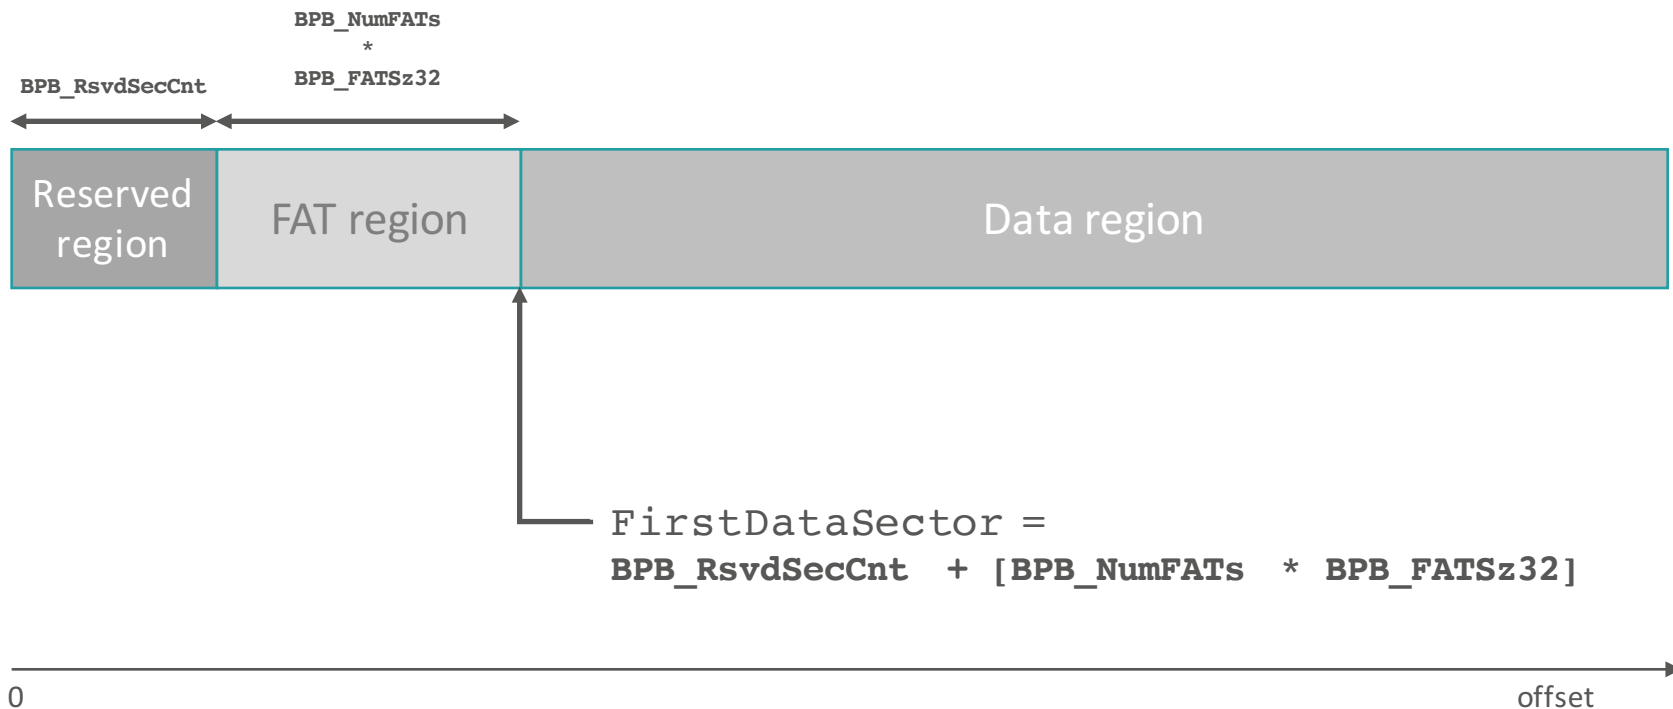 BPB_NumFATs
*
BPB_FATSz32
BPB_RsvdSecCnt
Reserved
region
FAT region
Data region
FirstDataSector =
BPB_RsvdSecCnt + [BPB_NumFATs * BPB_FATSz32]
0
offset